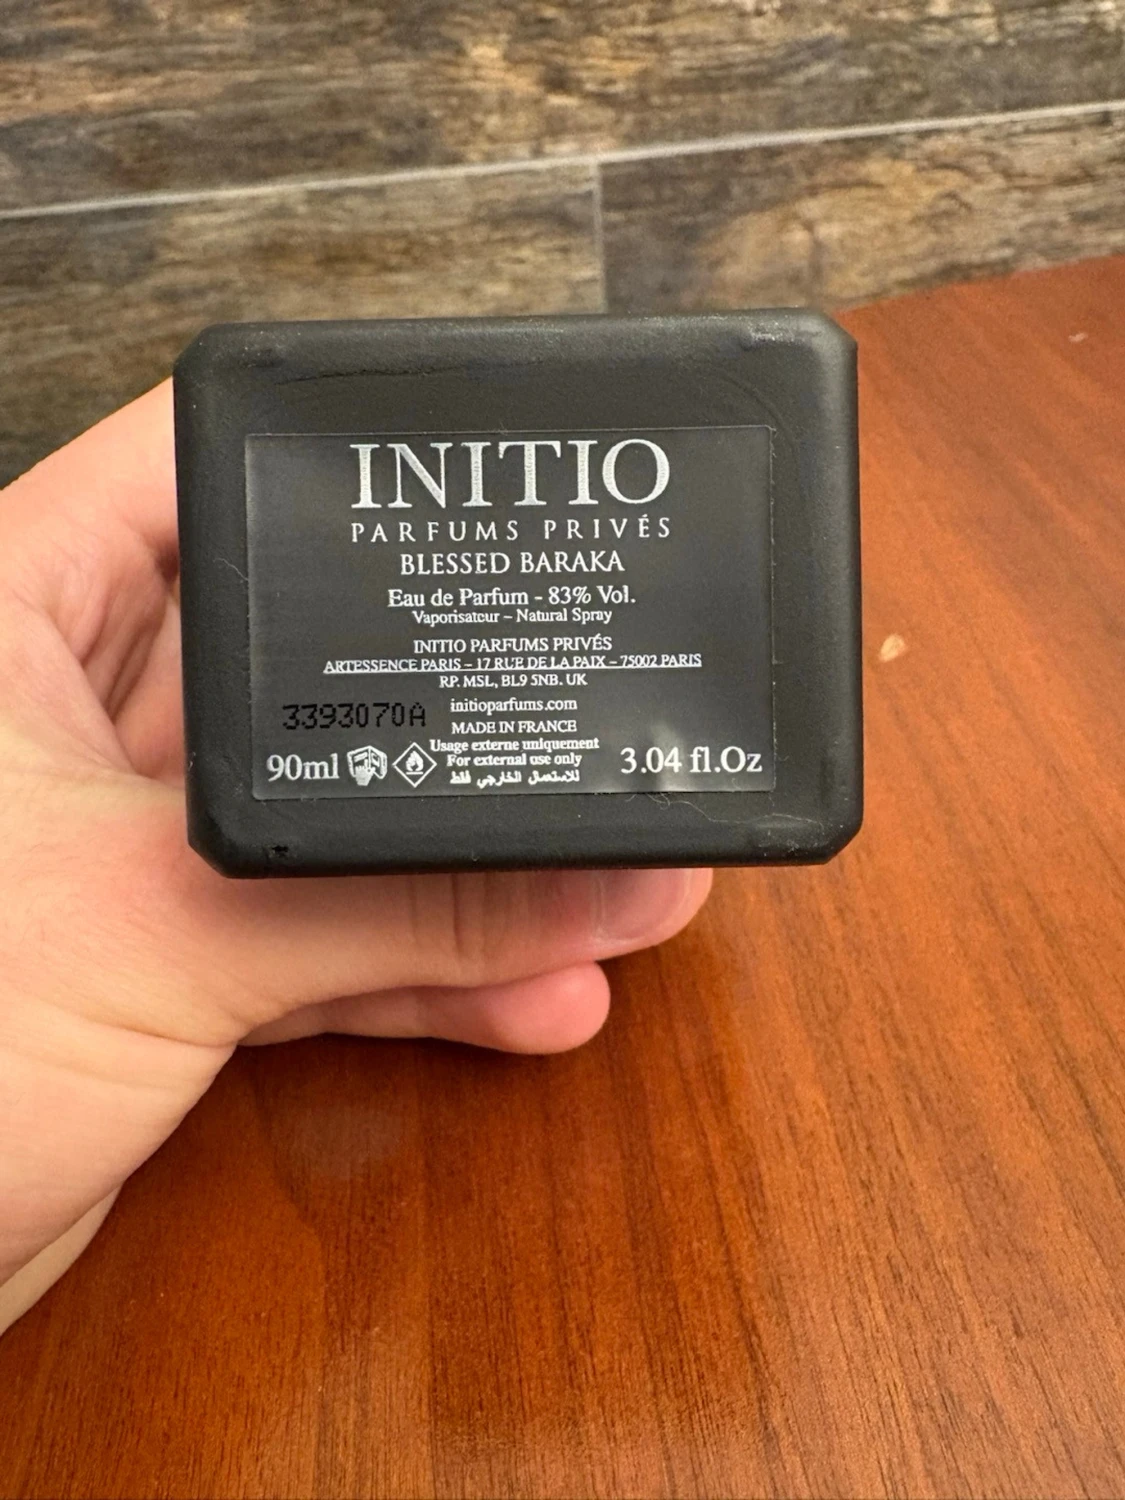 INITIO
PARFUMS PRIVÉS
BLESSED BARAKA
Eau de Parfum - 83% Vol.
Vaporisateur – Natural Spray
INITIO PARFUMS PRIVÉS
ARTESSENCE PARIS – 17 RUE DE LA PAIX – 75002 PARIS
RP. MSL, BL9 5NB. UK
initioparfums.com
3393070A
MADE IN FRANCE
Usage externe uniquement
For external use only
للاستعمال الخارجي فقط
90ml
3.04 fl.Oz